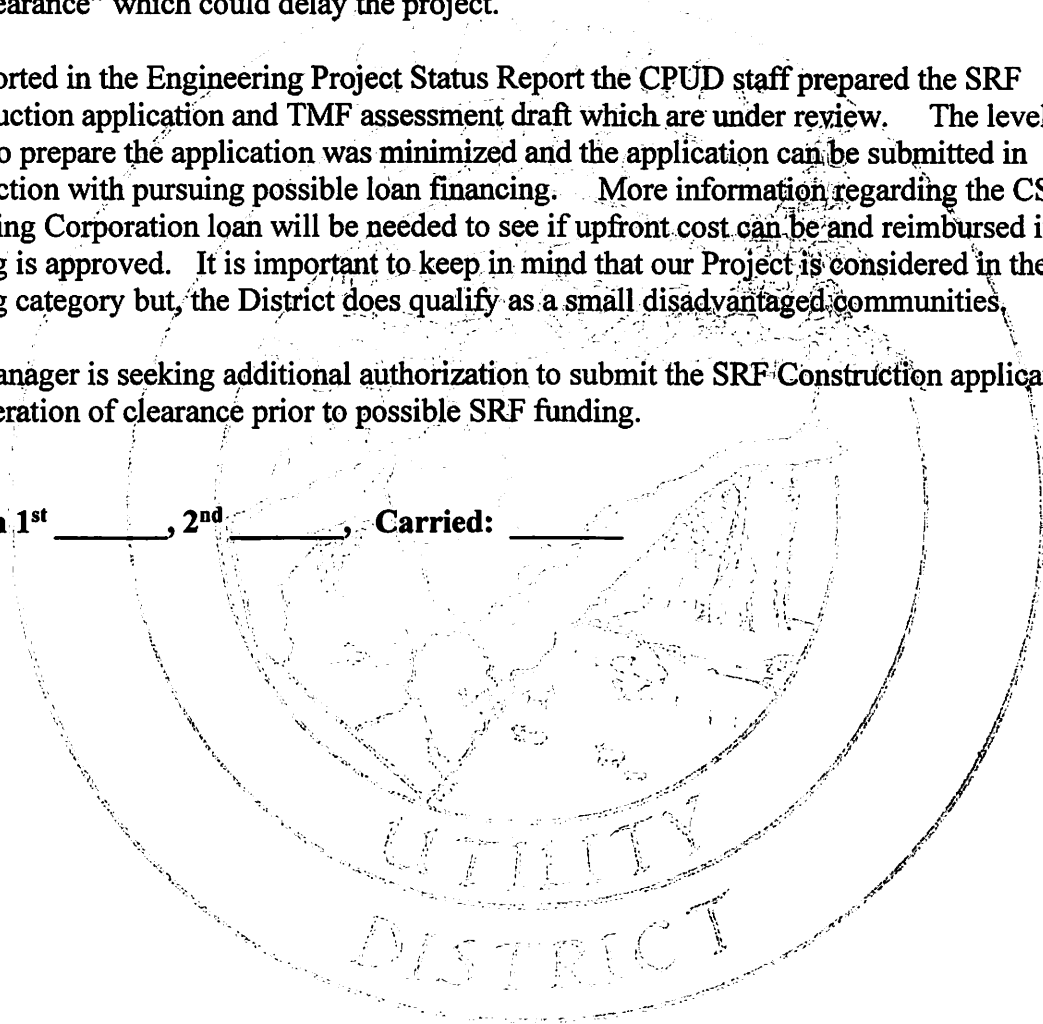 earance" which could delay the project.
orted in the Engineering Project Status Report the CPUD staff prepared the SRF
uction application and TMF assessment draft which are under review. The level
o prepare the application was minimized and the application can be submitted in
ction with pursuing possible loan financing. More information regarding the CS
ing Corporation loan will be needed to see if upfront cost can be and reimbursed i
g is approved. It is important to keep in mind that our Project is considered in the
g category but, the District does qualify as a small disadvantaged communities,
anager is seeking additional authorization to submit the SRF Construction applica
eration of clearance prior to possible SRF funding.
1st ________, 2nd ________, Carried: ________
UTILITY
DISTRICT